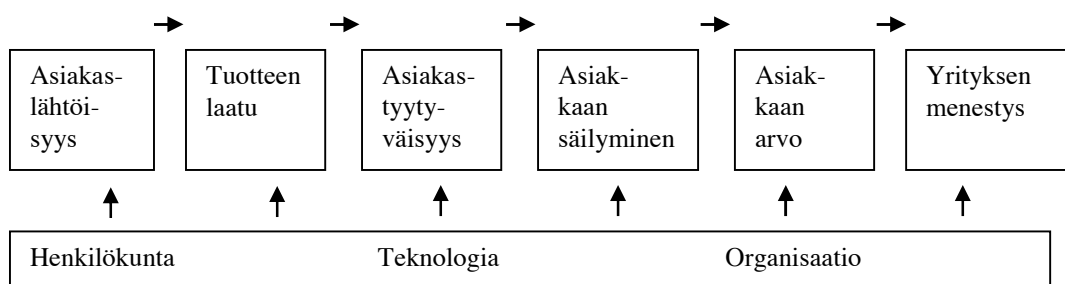 Asiakas-
lähtöi-
syys
Tuotteen
laatu
Asiakas-
tyyty-
väisyys
Asiak-
kaan
säilyminen
Asiak-
kaan
arvo
Yrityksen
menestys
Henkilökunta
Teknologia
Organisaatio